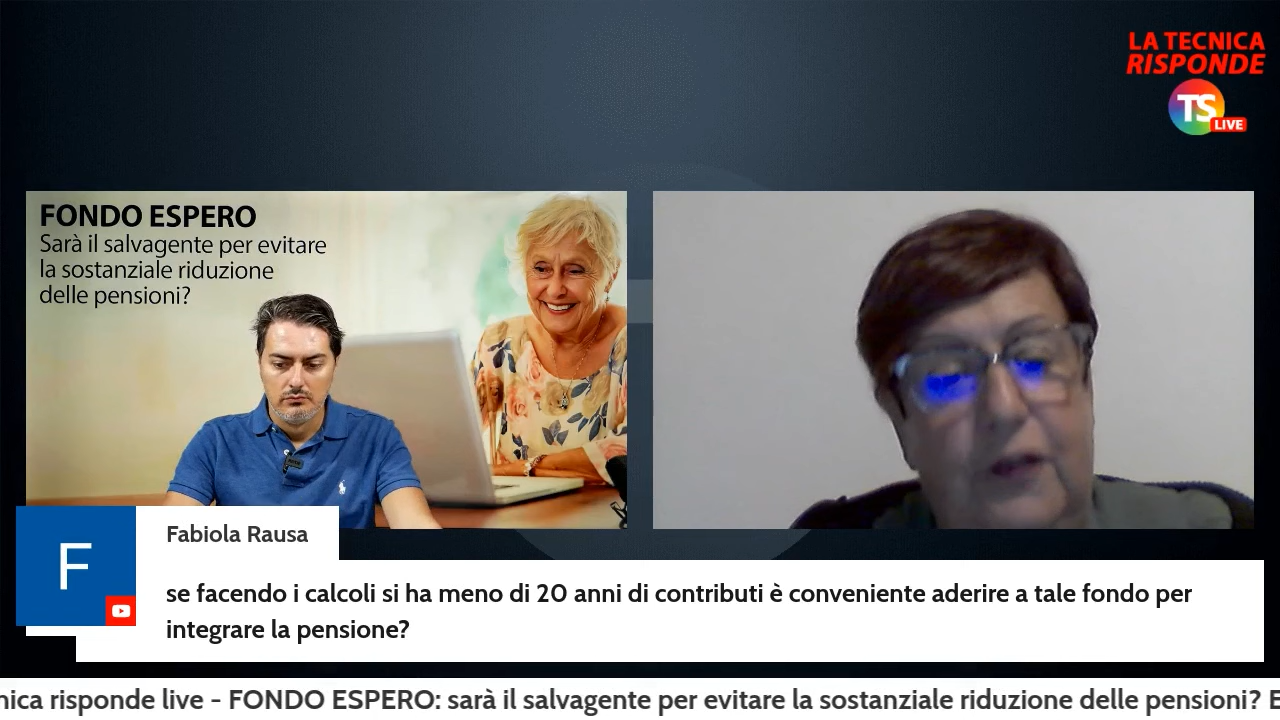 LA TECNICA
RISPONDE
TS
LIVE
FONDO ESPERO
Sarà il salvagente per evitare
la sostanziale riduzione
delle pensioni?
F
Fabiola Rausa
se facendo i calcoli si ha meno di 20 anni di contributi è conveniente aderire a tale fondo per
integrare la pensione?
nica risponde live - FONDO ESPERO: sarà il salvagente per evitare la sostanziale riduzione delle pensioni? E